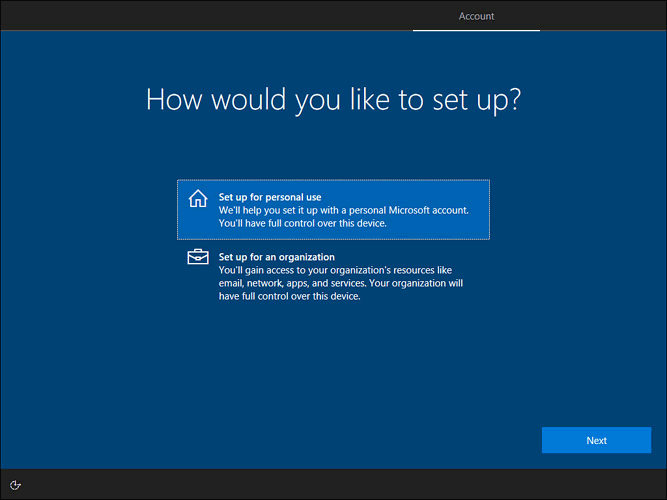 Account
How would you like to set up?
Set up for personal use
We'll help you set it up with a personal Microsoft account.
You'll have full control over this device.
Set up for an organization
You'll gain access to your organization's resources like
email, network, apps, and services. Your organization will
have full control over this device.
Next